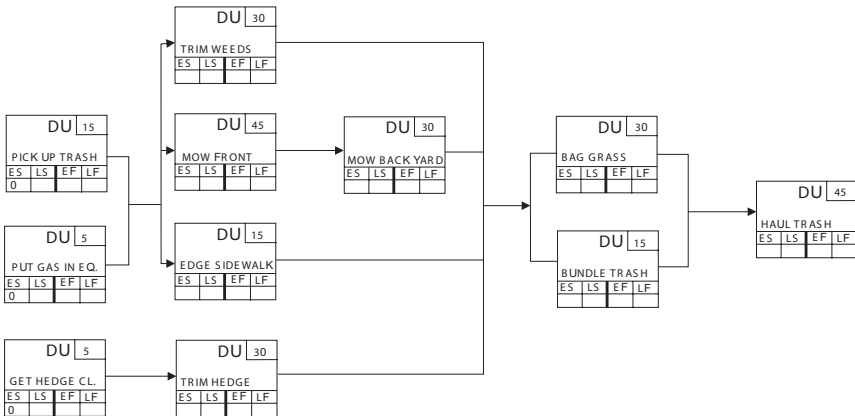 DU 30
TRIM WEEDS
ES LS EF LF
DU 15
PICK UP TRASH
ES LS EF LF
0
DU 45
MOW FRONT
ES LS EF LF
DU 30
MOW BACK YARD
ES LS EF LF
DU 30
BAG GRASS
ES LS EF LF
DU 45
HAUL TRASH
ES LS EF LF
DU 5
PUT GAS IN EQ.
ES LS EF LF
0
DU 15
EDGE SIDEWALK
ES LS EF LF
DU 15
BUNDLE TRASH
ES LS EF LF
DU 5
GET HEDGE CL.
ES LS EF LF
0
DU 30
TRIM HEDGE
ES LS EF LF